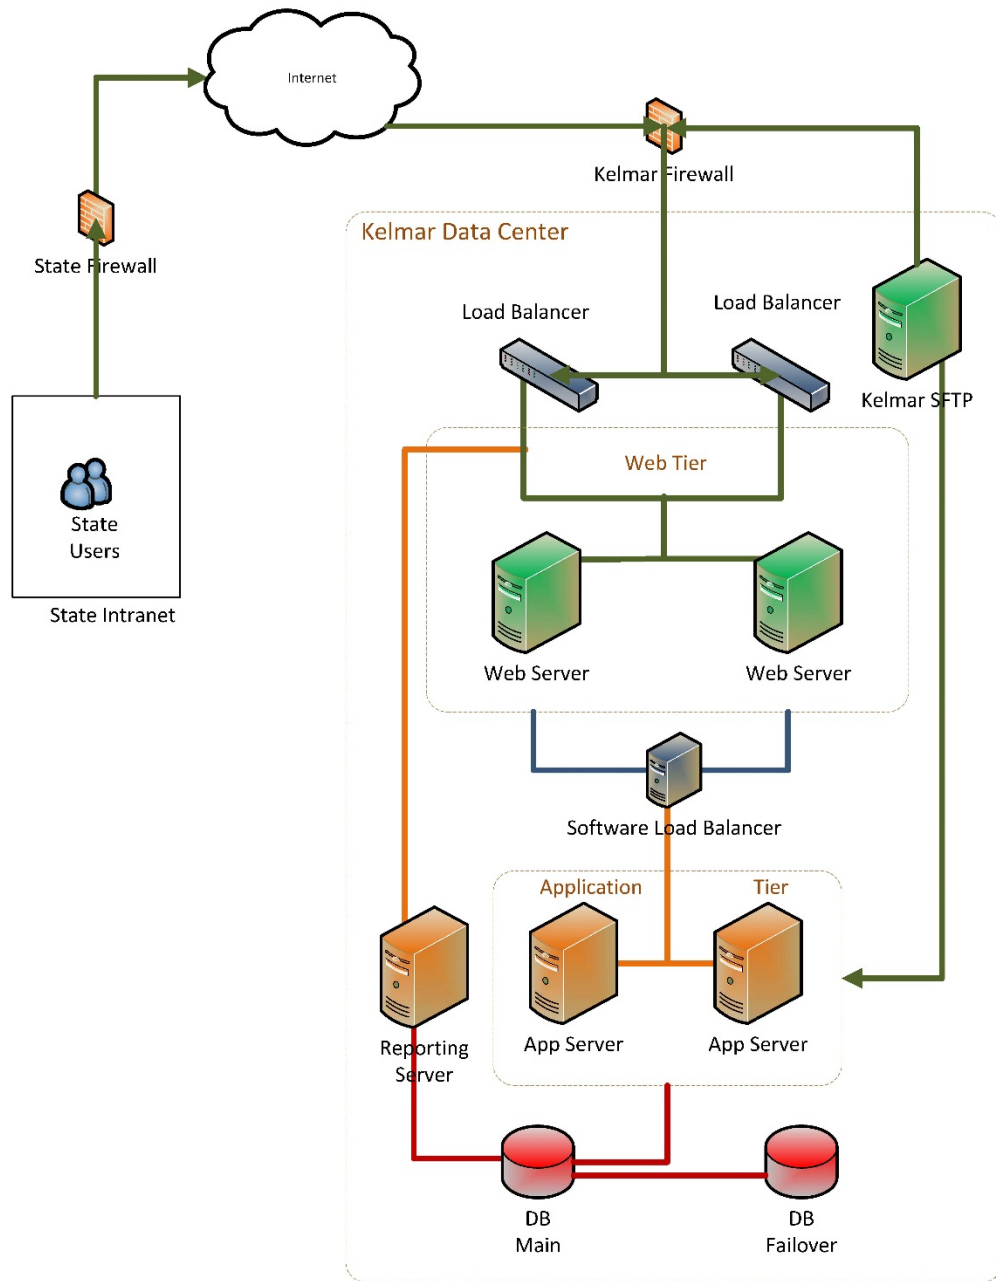 Internet
Kelmar Firewall
State Firewall
Kelmar Data Center
Load Balancer
Load Balancer
Kelmar SFTP
State
Users
State Intranet
Web Tier
Web Server
Web Server
Software Load Balancer
Application Tier
App Server
App Server
Reporting
Server
DB
Main
DB
Failover